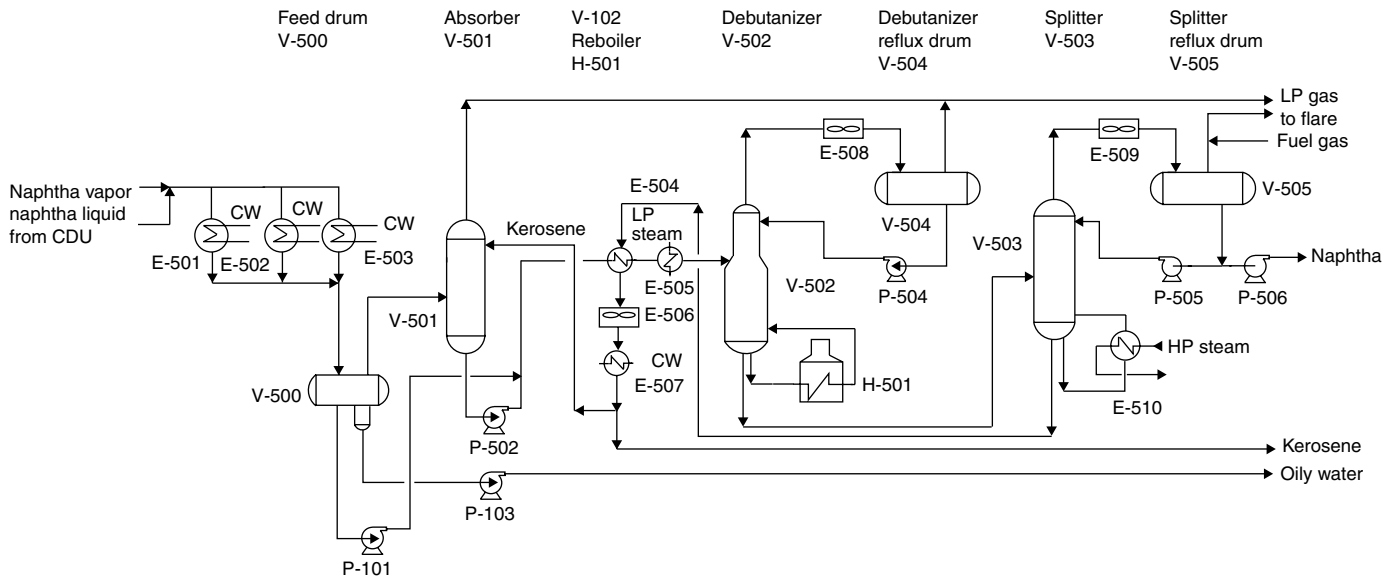 Feed drum
V-500
Absorber
V-501
V-102
Reboiler
H-501
Debutanizer
V-502
Debutanizer
reflux drum
V-504
Splitter
V-503
Splitter
reflux drum
V-505
LP gas
to flare
Fuel gas
E-508
E-509
V-505
V-504
Naphtha vapor
naphtha liquid
from CDU
CW
CW
CW
E-501
E-502
E-503
Kerosene
E-504
LP
steam
E-505
V-503
V-502
P-504
P-505
P-506
Naphtha
V-501
E-506
CW
E-507
H-501
HP steam
E-510
V-500
P-502
Kerosene
Oily water
P-103
P-101